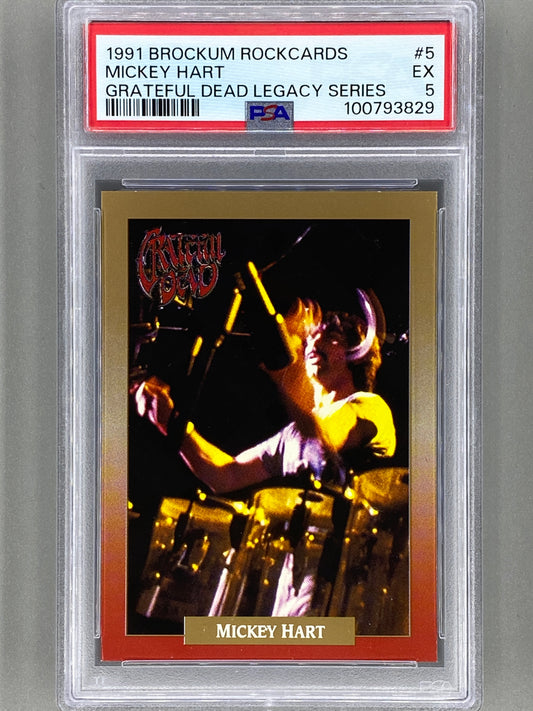 1991 BROCKUM ROCKCARDS #5
MICKEY HART EX
GRATEFUL DEAD LEGACY SERIES 5
PSA 100793829
GRATEFUL
DEAD
MICKEY HART